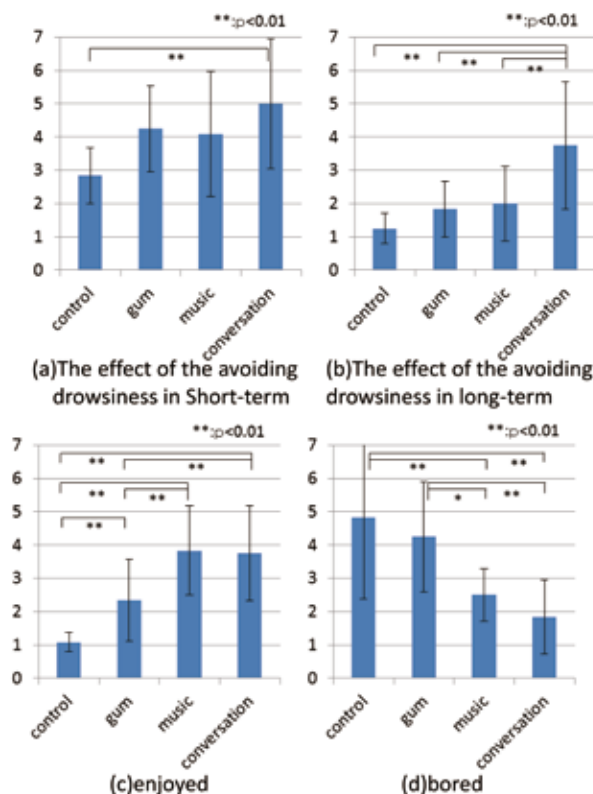 **:p<0.01
**:p<0.01
7
6
5
4
3
2
1
0
**
control
gum
music
conversation
7
6
5
4
3
2
1
0
**
**
**
control
gum
music
conversation
(a)The effect of the avoiding
drowsiness in Short-term
(b)The effect of the avoiding
drowsiness in long-term
**:p<0.01
**:p<0.01
7
6
5
4
3
2
1
0
**
**
**
**
**
control
gum
music
conversation
7
6
5
4
3
2
1
0
**
**
*
**
control
gum
music
conversation
(c)enjoyed
(d)bored